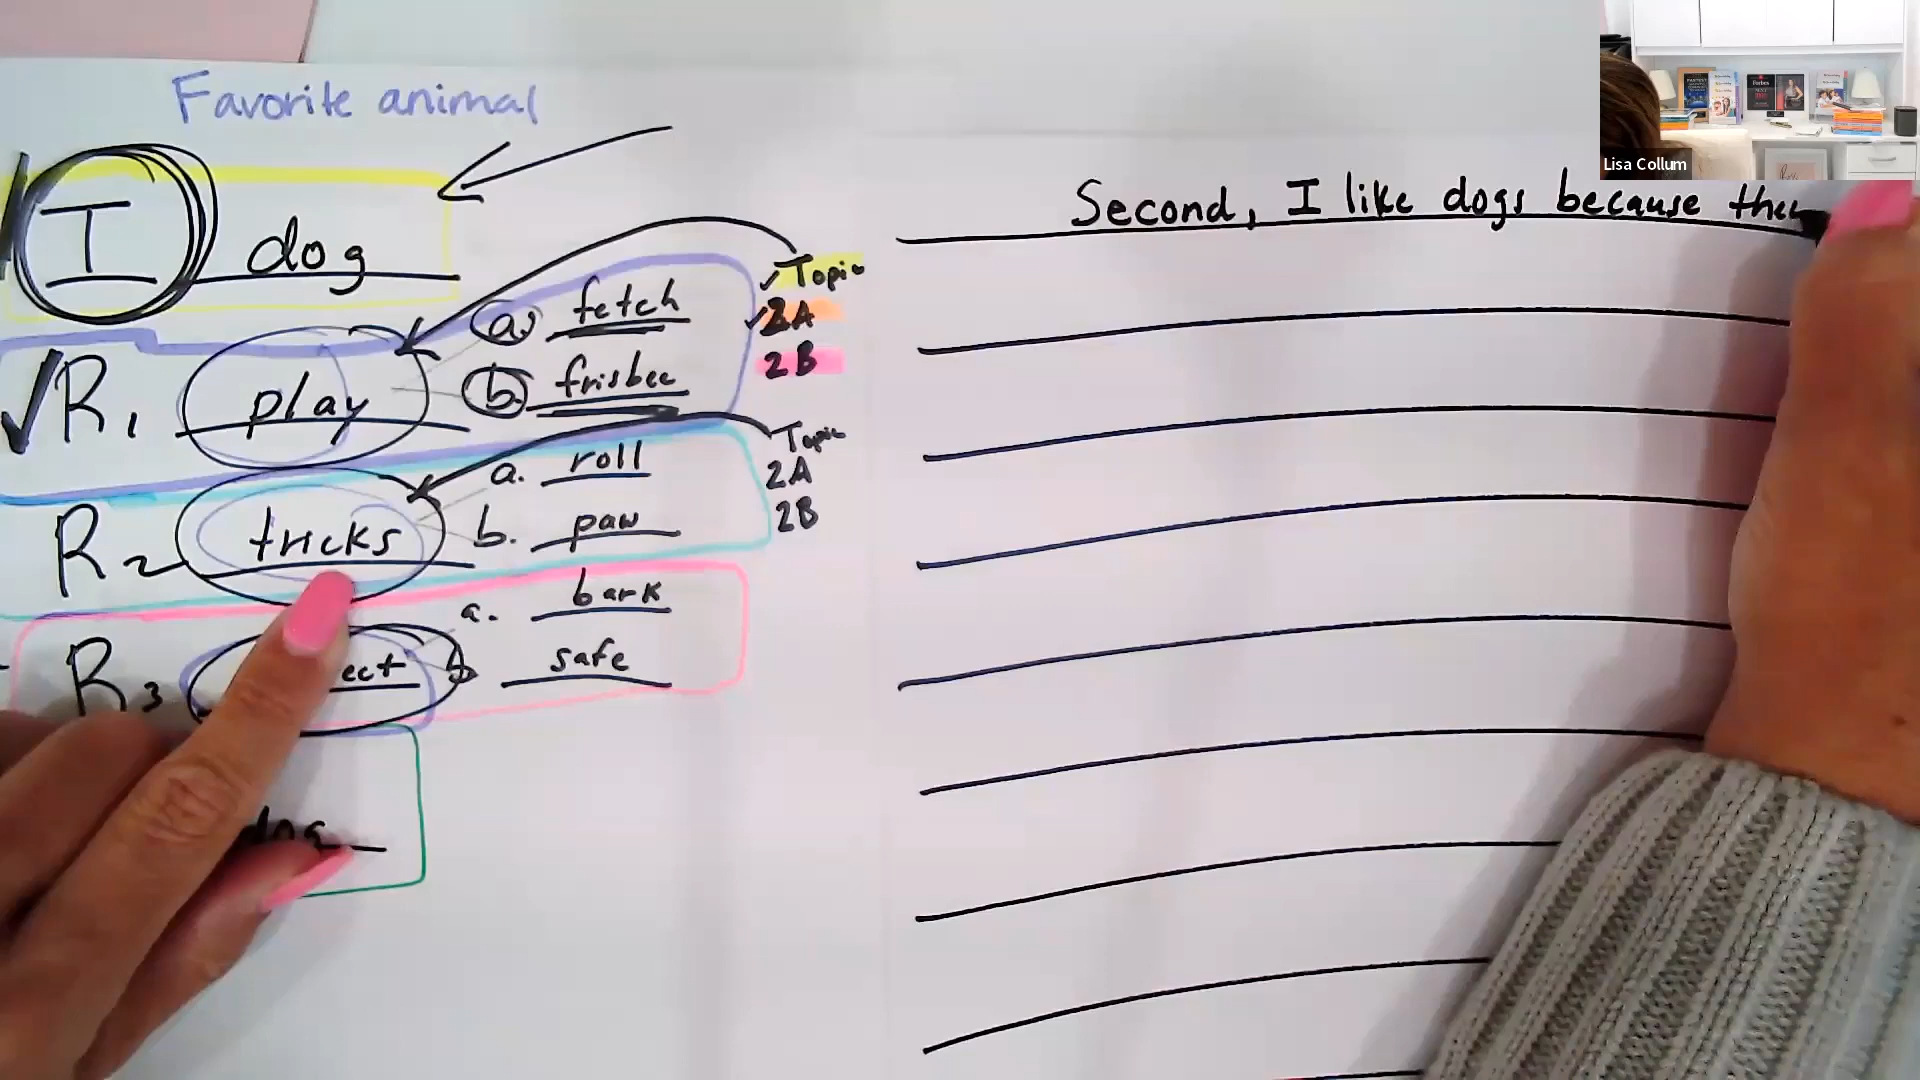 Favorite animal
I dog
R1 play
a. fetch
b. frisbee
✓ Topic
✓ 2A
2B
R2 tricks
a. roll
b. paw
Topic
2A
2B
R3 ect
a. bark
b safe
dog
Second, I like dogs because they
Lisa Collum
Forbes